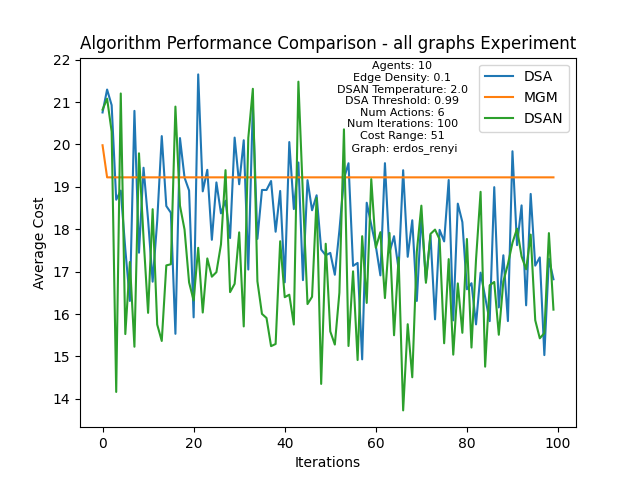 Algorithm Performance Comparison - all graphs Experiment
Agents: 10
Edge Density: 0.1
DSAN Temperature: 2.0
DSA Threshold: 0.99
Num Actions: 6
Num Iterations: 100
Cost Range: 51
Graph: erdos_renyi
DSA
MGM
DSAN
Average Cost
22
21
20
19
18
17
16
15
14
0 20 40 60 80 100
Iterations